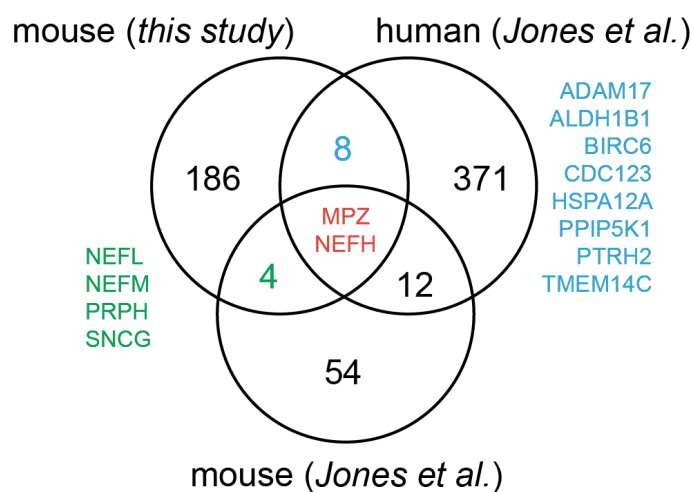 mouse (this study)
human (Jones et al.)
ADAM17
ALDH1B1
BIRC6
CDC123
HSPA12A
PPIP5K1
PTRH2
TMEM14C
8
186
371
MPZ
NEFH
NEFL
NEFM
PRPH
SNCG
4
12
54
mouse (Jones et al.)